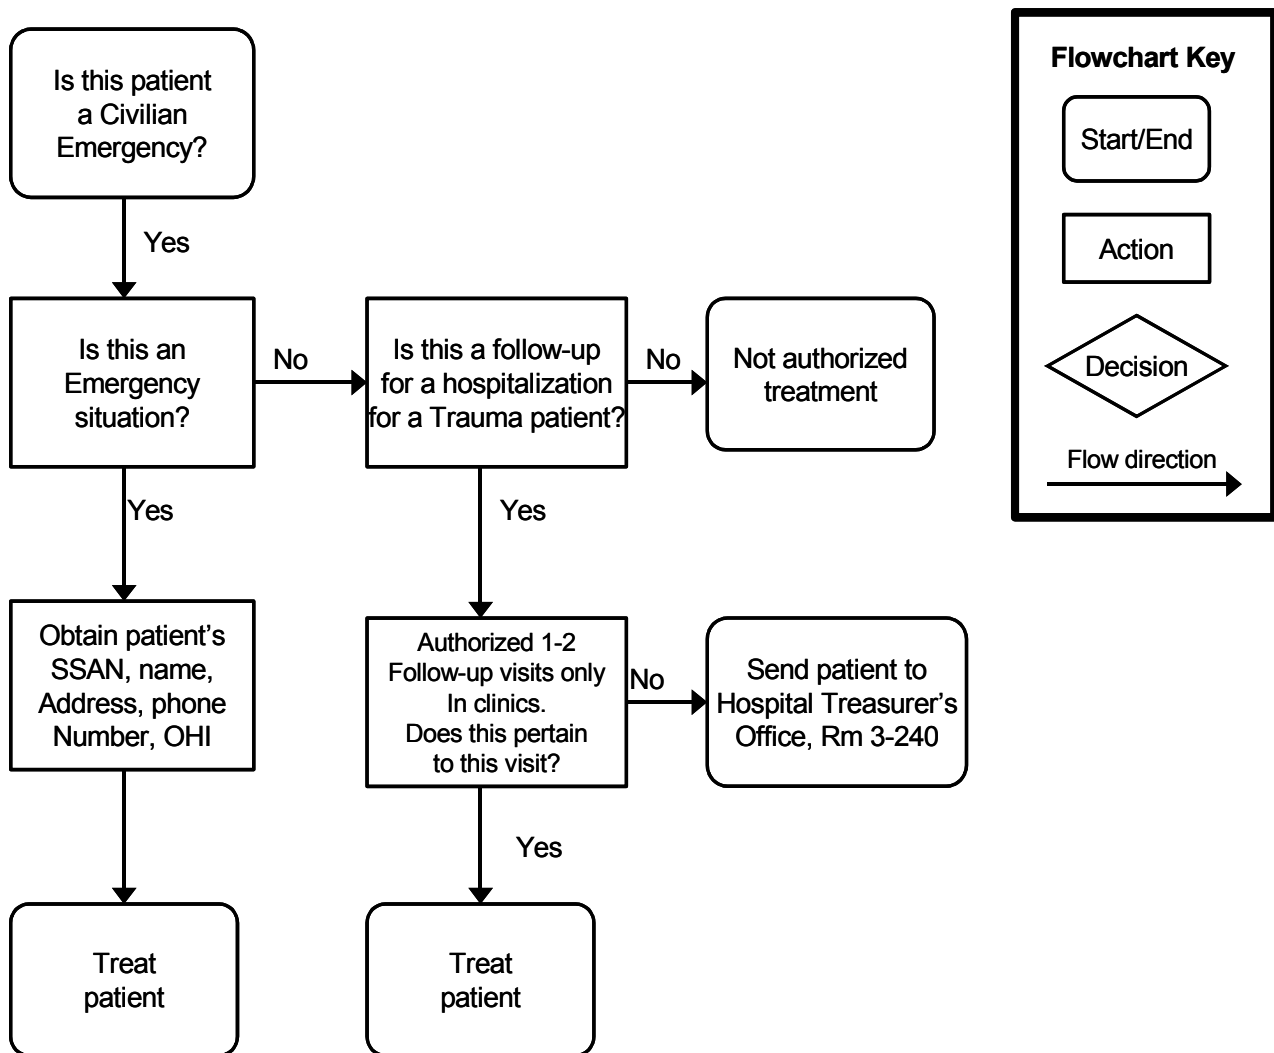 Is this patient
a Civilian
Emergency?
Yes
Is this an
Emergency
situation?
No
Is this a follow-up
for a hospitalization
for a Trauma patient?
No
Not authorized
treatment
Yes
Yes
Obtain patient's
SSAN, name,
Address, phone
Number, OHI
Authorized 1-2
Follow-up visits only
In clinics.
Does this pertain
to this visit?
No
Send patient to
Hospital Treasurer's
Office, Rm 3-240
Yes
Treat
patient
Treat
patient
Flowchart Key
Start/End
Action
Decision
Flow direction